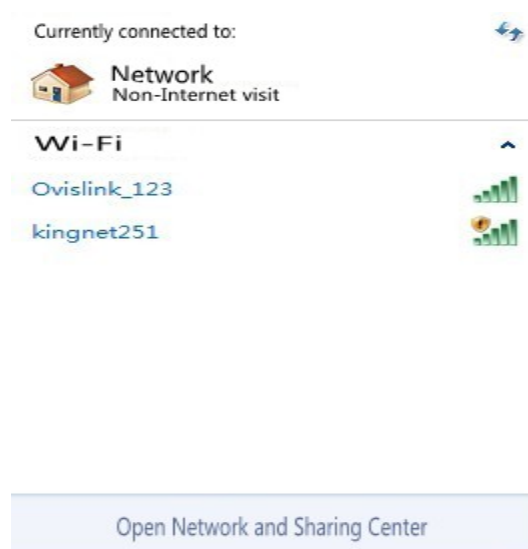 Currently connected to:
Network
Non-Internet visit
Wi-Fi
Ovislink_123
kingnet251
Open Network and Sharing Center